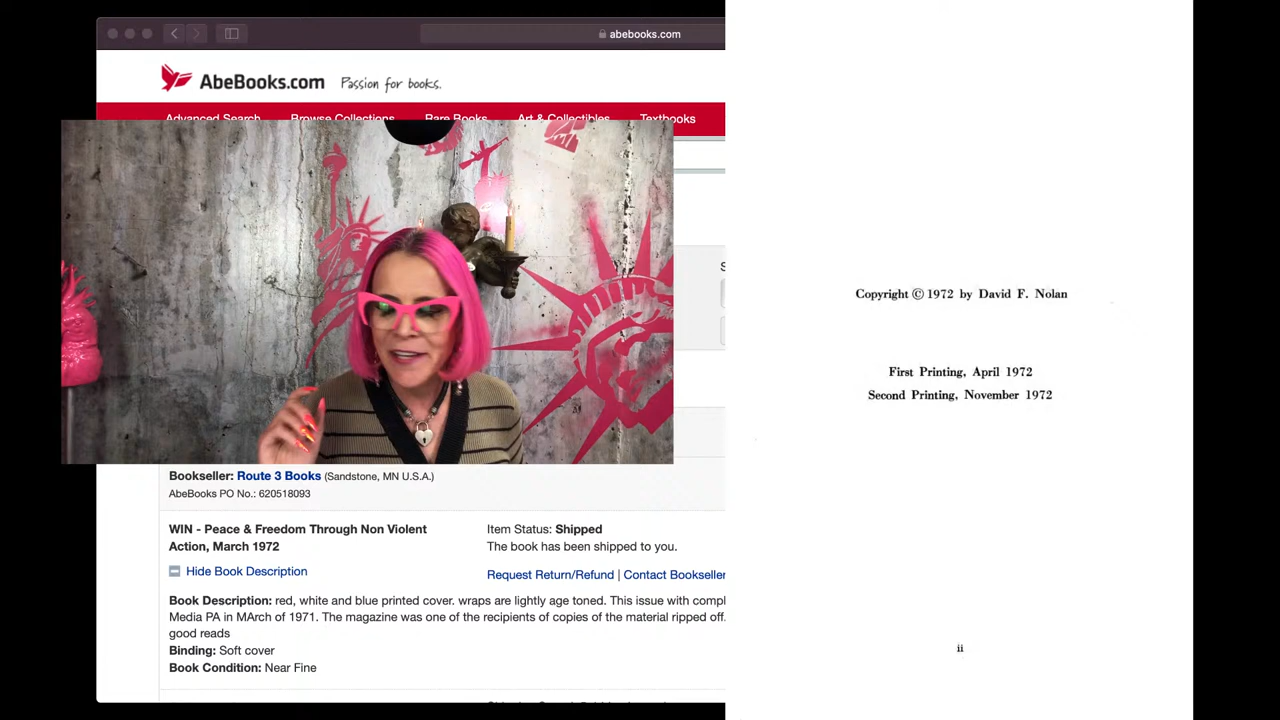 abebooks.com
AbeBooks.com Passion for books.
Advanced Search Browse Collections Rare Books Art & Collectibles Textbooks
Bookseller: Route 3 Books (Sandstone, MN U.S.A.)
AbeBooks PO No.: 620518093
WIN - Peace & Freedom Through Non Violent
Action, March 1972
Hide Book Description
Item Status: Shipped
The book has been shipped to you.
Request Return/Refund | Contact Bookseller
Book Description: red, white and blue printed cover. wraps are lightly age toned. This issue with compl
Media PA in MArch of 1971. The magazine was one of the recipients of copies of the material ripped off.
good reads
Binding: Soft cover
Book Condition: Near Fine
Copyright © 1972 by David F. Nolan
First Printing, April 1972
Second Printing, November 1972
ii